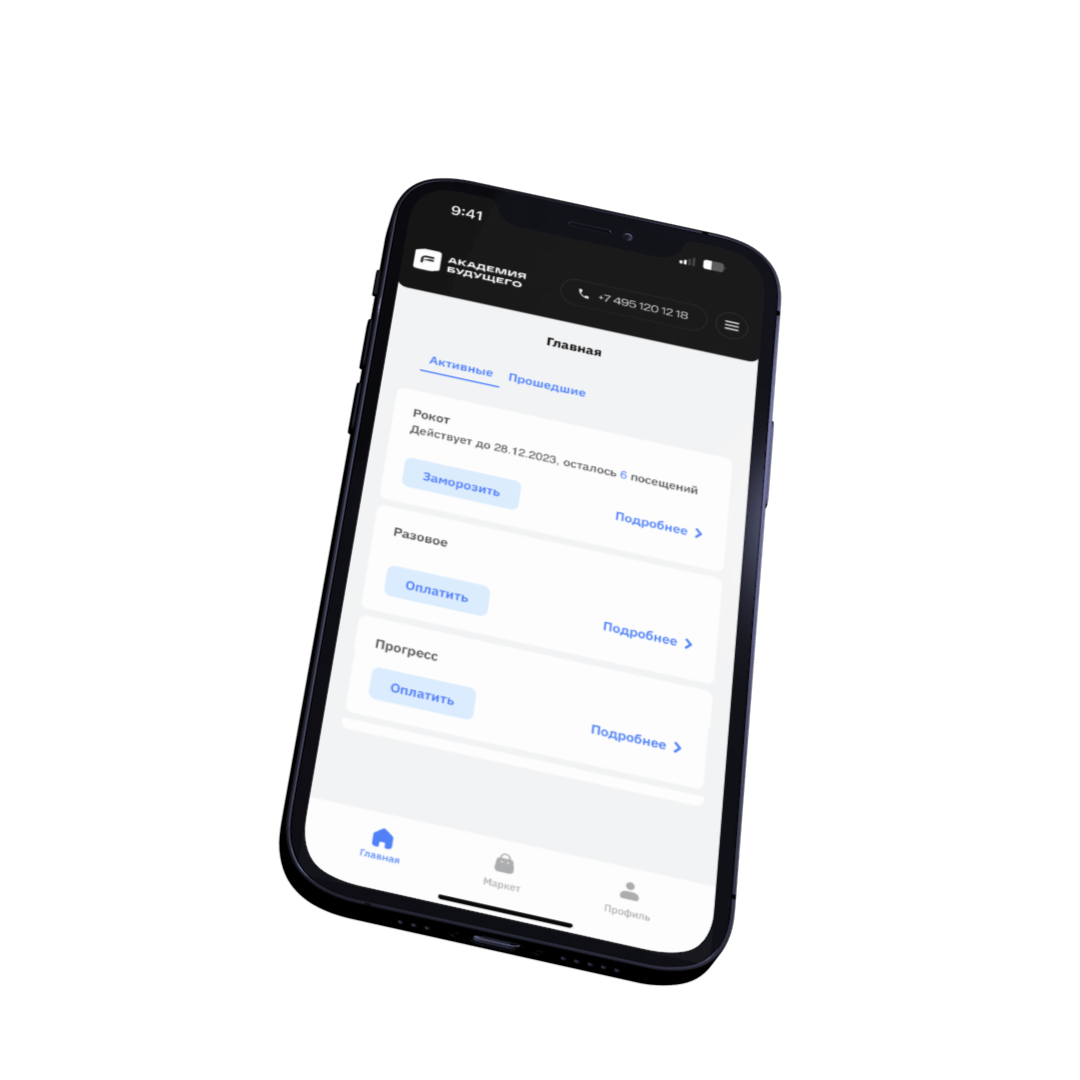 9:41
АКАДЕМИЯ
БУДУЩЕГО
+7 495 120 12 18
Главная
Активные Прошедшие
Рокот
Действует до 28.12.2023, осталось 6 посещений
Заморозить
Подробнее
Разовое
Оплатить
Подробнее
Прогресс
Оплатить
Подробнее
Главная
Маркет
Профиль